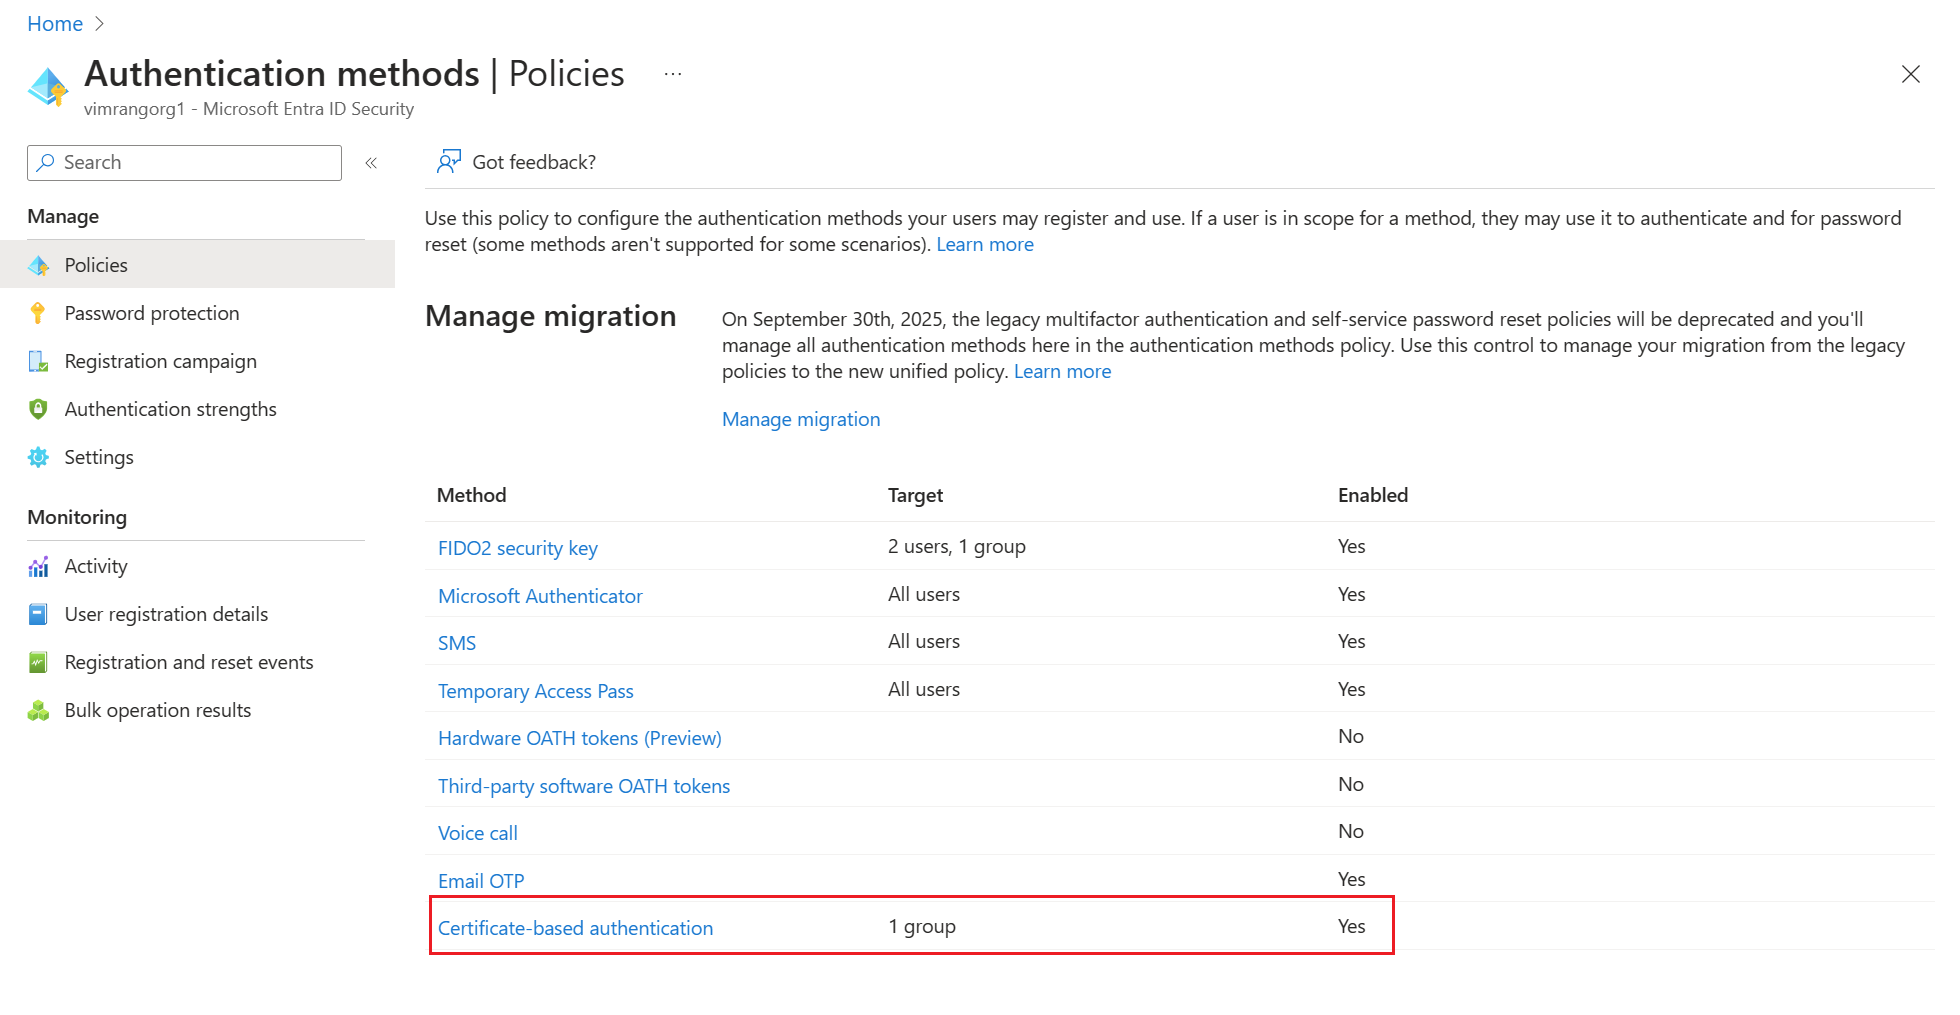 Home
Authentication methods | Policies ...
vimrangorg1 - Microsoft Entra ID Security
Search
Got feedback?
Use this policy to configure the authentication methods your users may register and use. If a user is in scope for a method, they may use it to authenticate and for password
reset (some methods aren't supported for some scenarios). Learn more
Manage
Policies
Password protection
Registration campaign
Authentication strengths
Settings
Monitoring
Activity
User registration details
Registration and reset events
Bulk operation results
Manage migration
On September 30th, 2025, the legacy multifactor authentication and self-service password reset policies will be deprecated and you'll
manage all authentication methods here in the authentication methods policy. Use this control to manage your migration from the legacy
policies to the new unified policy. Learn more
Manage migration
Method Target Enabled
FIDO2 security key 2 users, 1 group Yes
Microsoft Authenticator All users Yes
SMS All users Yes
Temporary Access Pass All users Yes
Hardware OATH tokens (Preview) No
Third-party software OATH tokens No
Voice call No
Email OTP Yes
Certificate-based authentication 1 group Yes